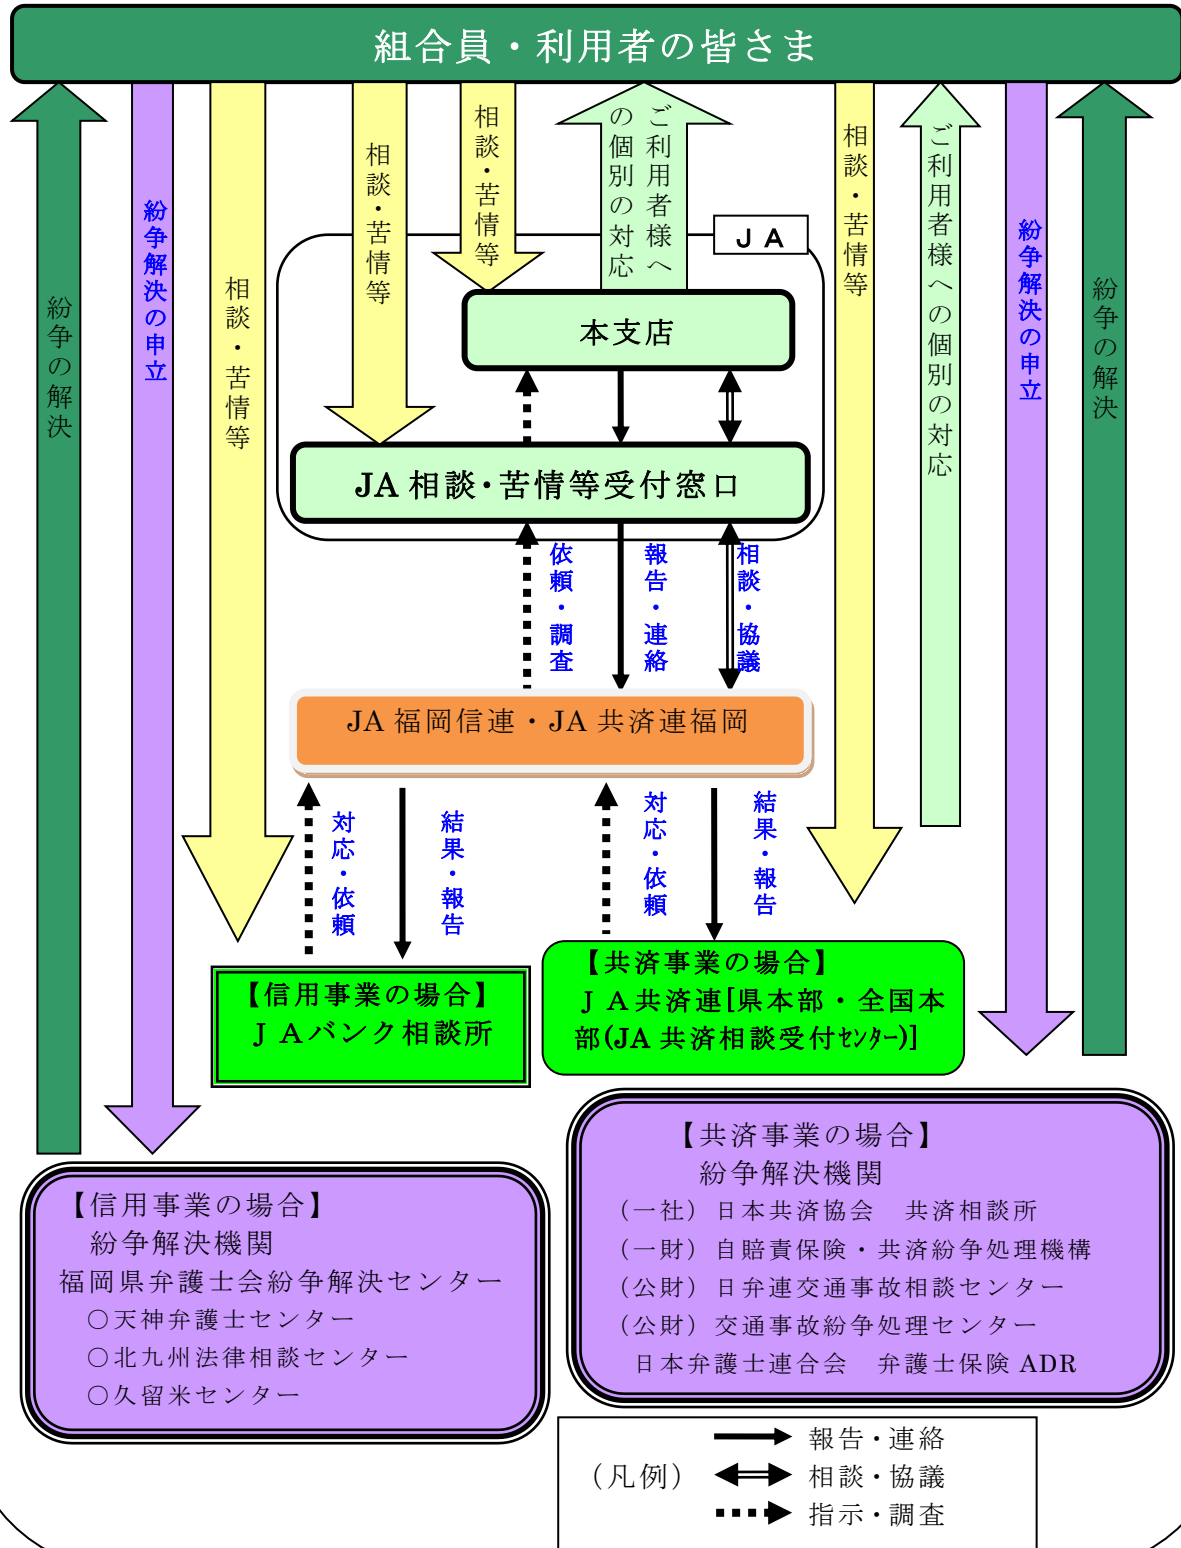 組合員・利用者の皆さま
紛争の解決
紛争解決の申立
相談・苦情等
相談・苦情等
相談・苦情等
ご利用者様へ
の個別の対応
相談・苦情等
ご利用者様への個別の対応
紛争解決の申立
紛争の解決
ＪＡ
本支店
JA 相談・苦情等受付窓口
依頼・調査
報告・連絡
相談・協議
JA 福岡信連・JA 共済連福岡
対応・依頼
結果・報告
対応・依頼
結果・報告
【信用事業の場合】
ＪＡバンク相談所
【共済事業の場合】
ＪＡ共済連[県本部・全国本
部(JA 共済相談受付ｾﾝﾀｰ)]
【信用事業の場合】
紛争解決機関
福岡県弁護士会紛争解決センター
○天神弁護士センター
○北九州法律相談センター
○久留米センター
【共済事業の場合】
紛争解決機関
（一社）日本共済協会　共済相談所
（一財）自賠責保険・共済紛争処理機構
（公財）日弁連交通事故相談センター
（公財）交通事故紛争処理センター
日本弁護士連合会　弁護士保険 ADR
（凡例）
報告・連絡
相談・協議
指示・調査